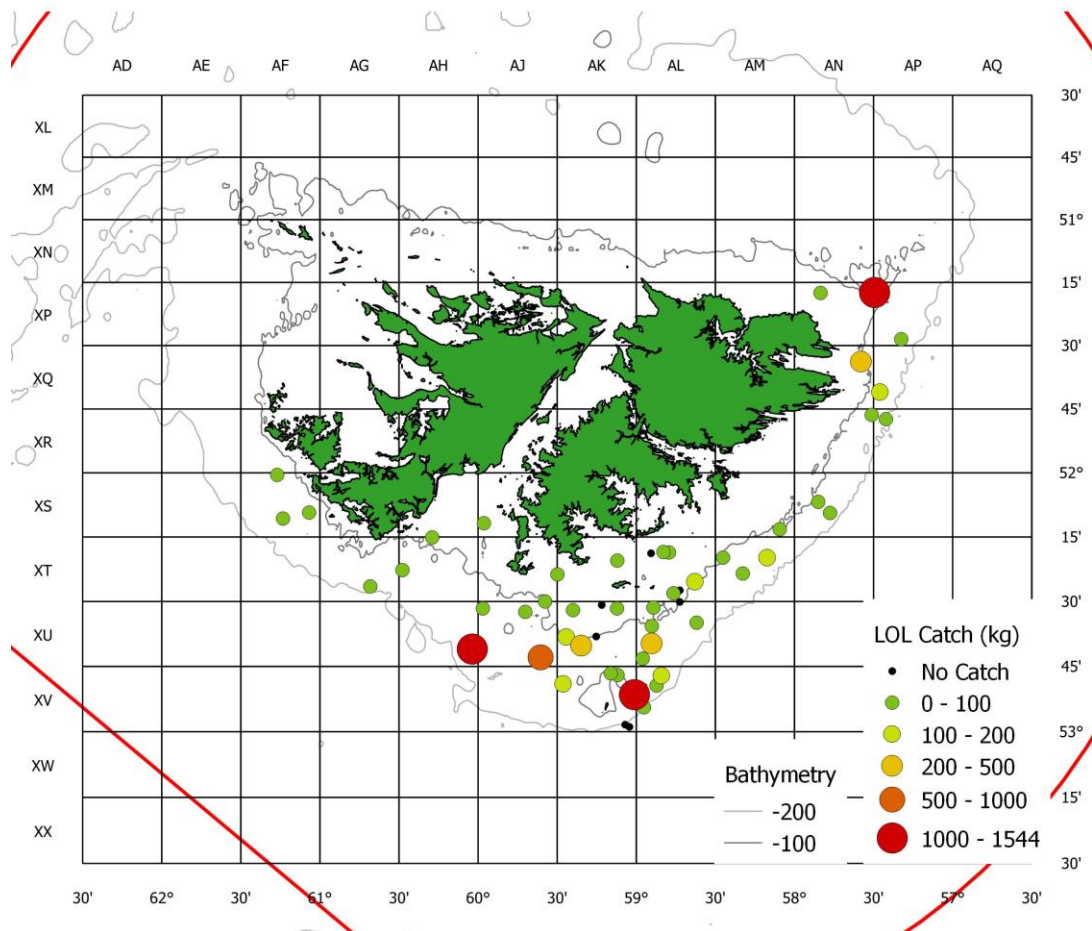 AD AE AF AG AH AJ AK AL AM AN AP AQ
30'
XL
45'
XM
51°
XN
15'
XP
30'
XQ
45'
XR
52°
XS
15'
XT
30'
XU
45'
XV
53°
XW
15'
XX
30'
LOL Catch (kg)
No Catch
0 - 100
100 - 200
200 - 500
500 - 1000
1000 - 1544
Bathymetry
-200
-100
30' 62° 30' 61° 30' 60° 30' 59° 30' 58° 30' 57° 30'